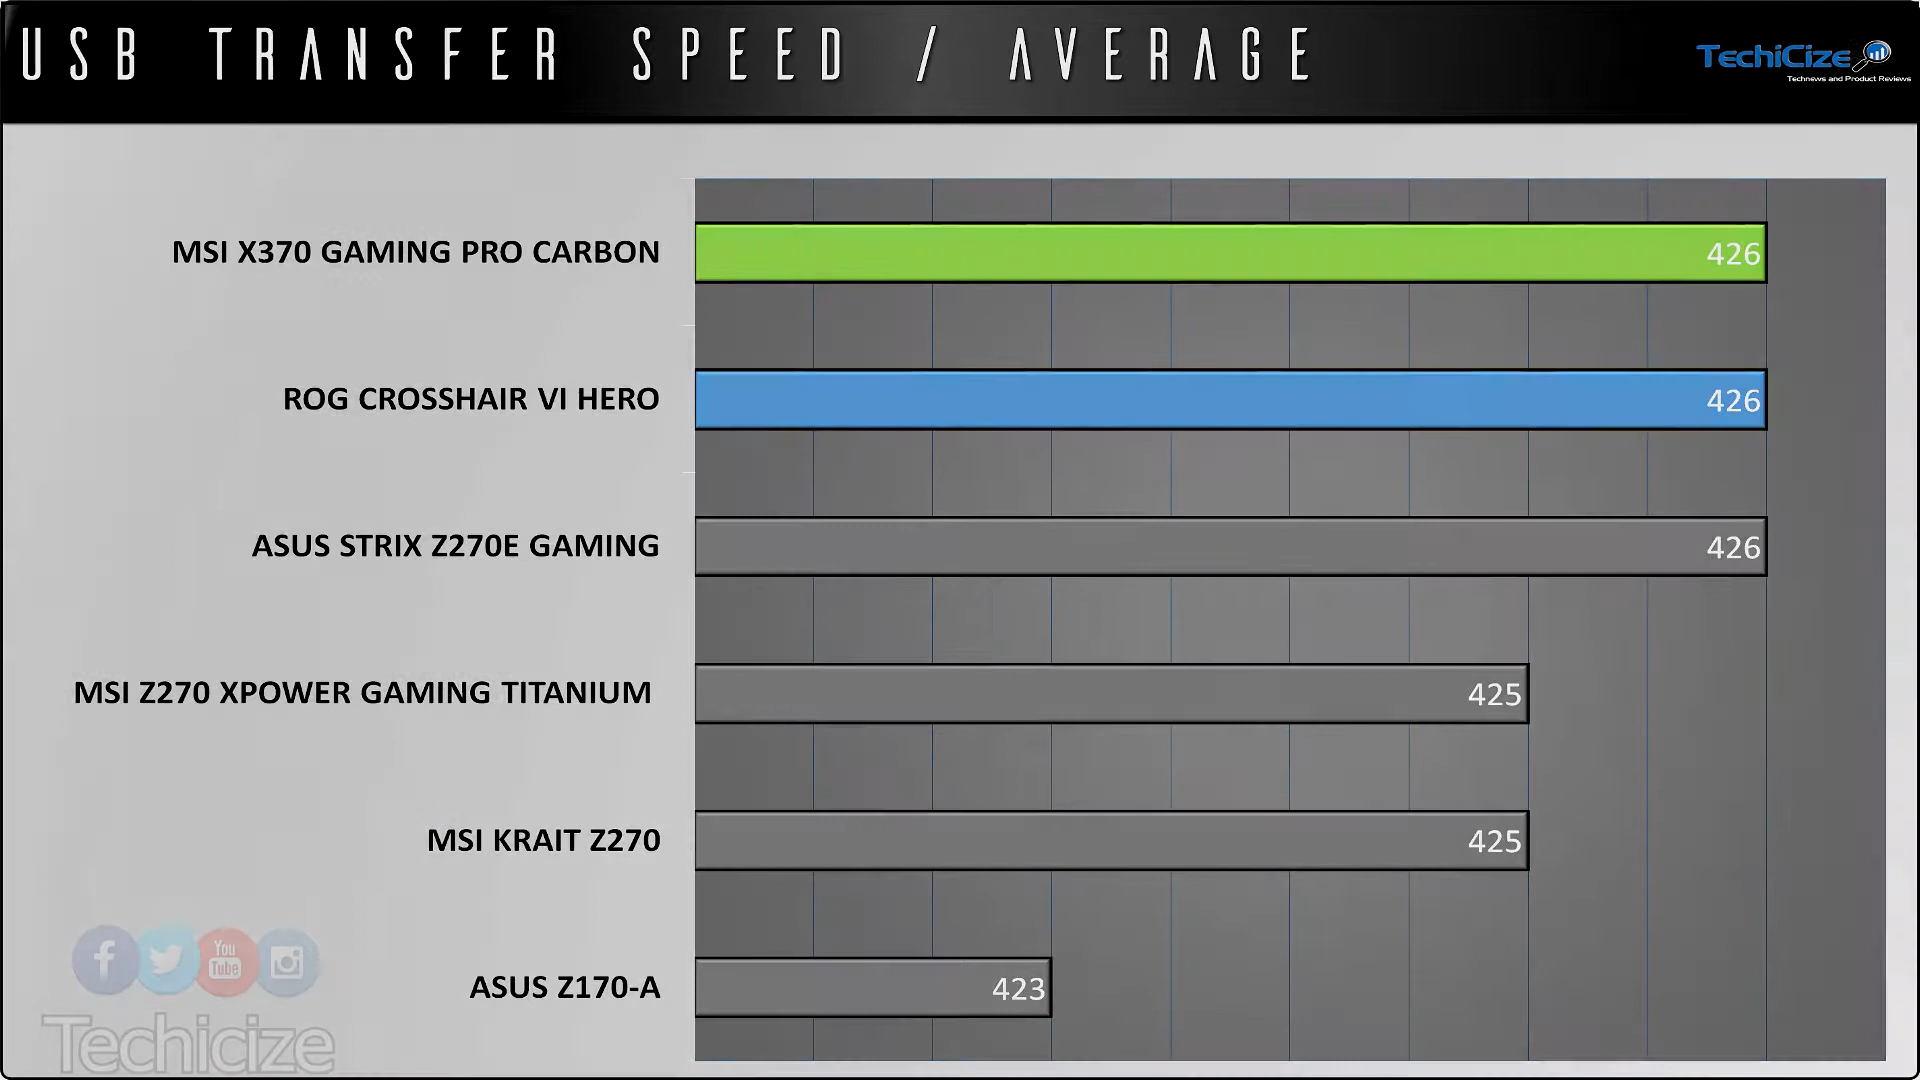 USB TRANSFER SPEED / AVERAGE
TechiCize
Technews and Product Reviews
MSI X370 GAMING PRO CARBON 426
ROG CROSSHAIR VI HERO 426
ASUS STRIX Z270E GAMING 426
MSI Z270 XPOWER GAMING TITANIUM 425
MSI KRAIT Z270 425
ASUS Z170-A 423
You
Tube
Techicize